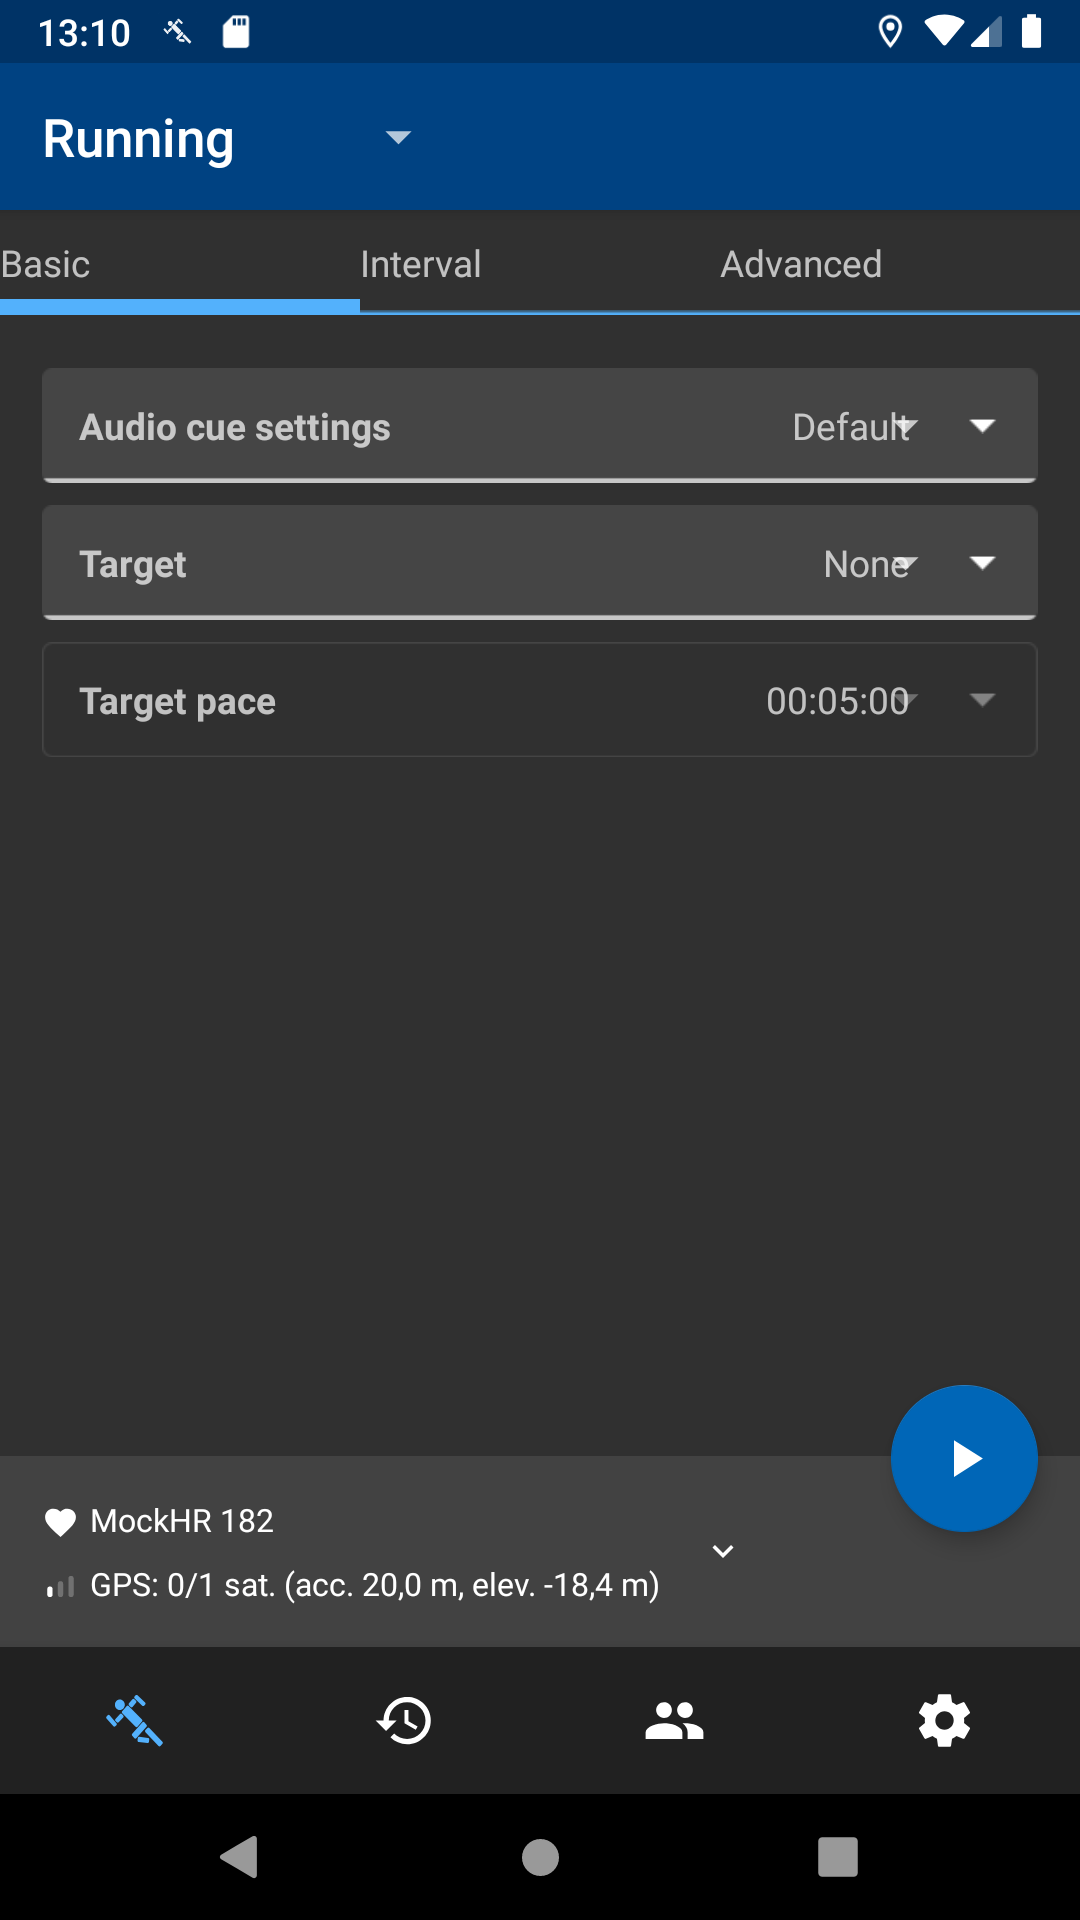 13:10
Running
Basic Interval Advanced
Audio cue settings Default
Target None
Target pace 00:05:00
MockHR 182
GPS: 0/1 sat. (acc. 20,0 m, elev. -18,4 m)